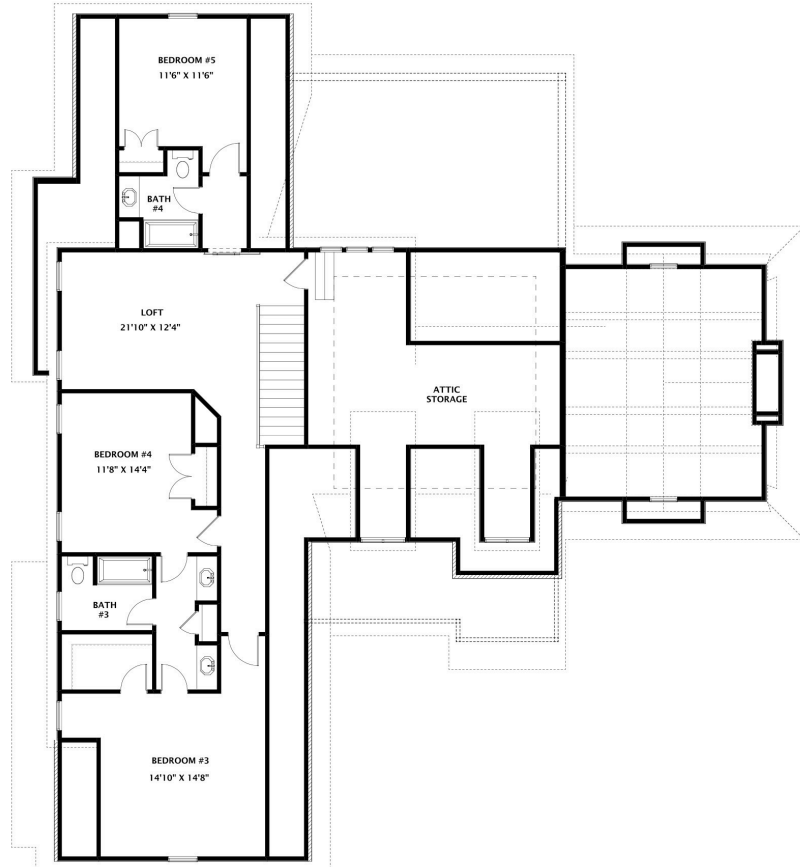 BEDROOM #5
11'6" X 11'6"
BATH
#4
LOFT
21'10" X 12'4"
ATTIC
STORAGE
BEDROOM #4
11'8" X 14'4"
BATH
#3
BEDROOM #3
14'10" X 14'8"